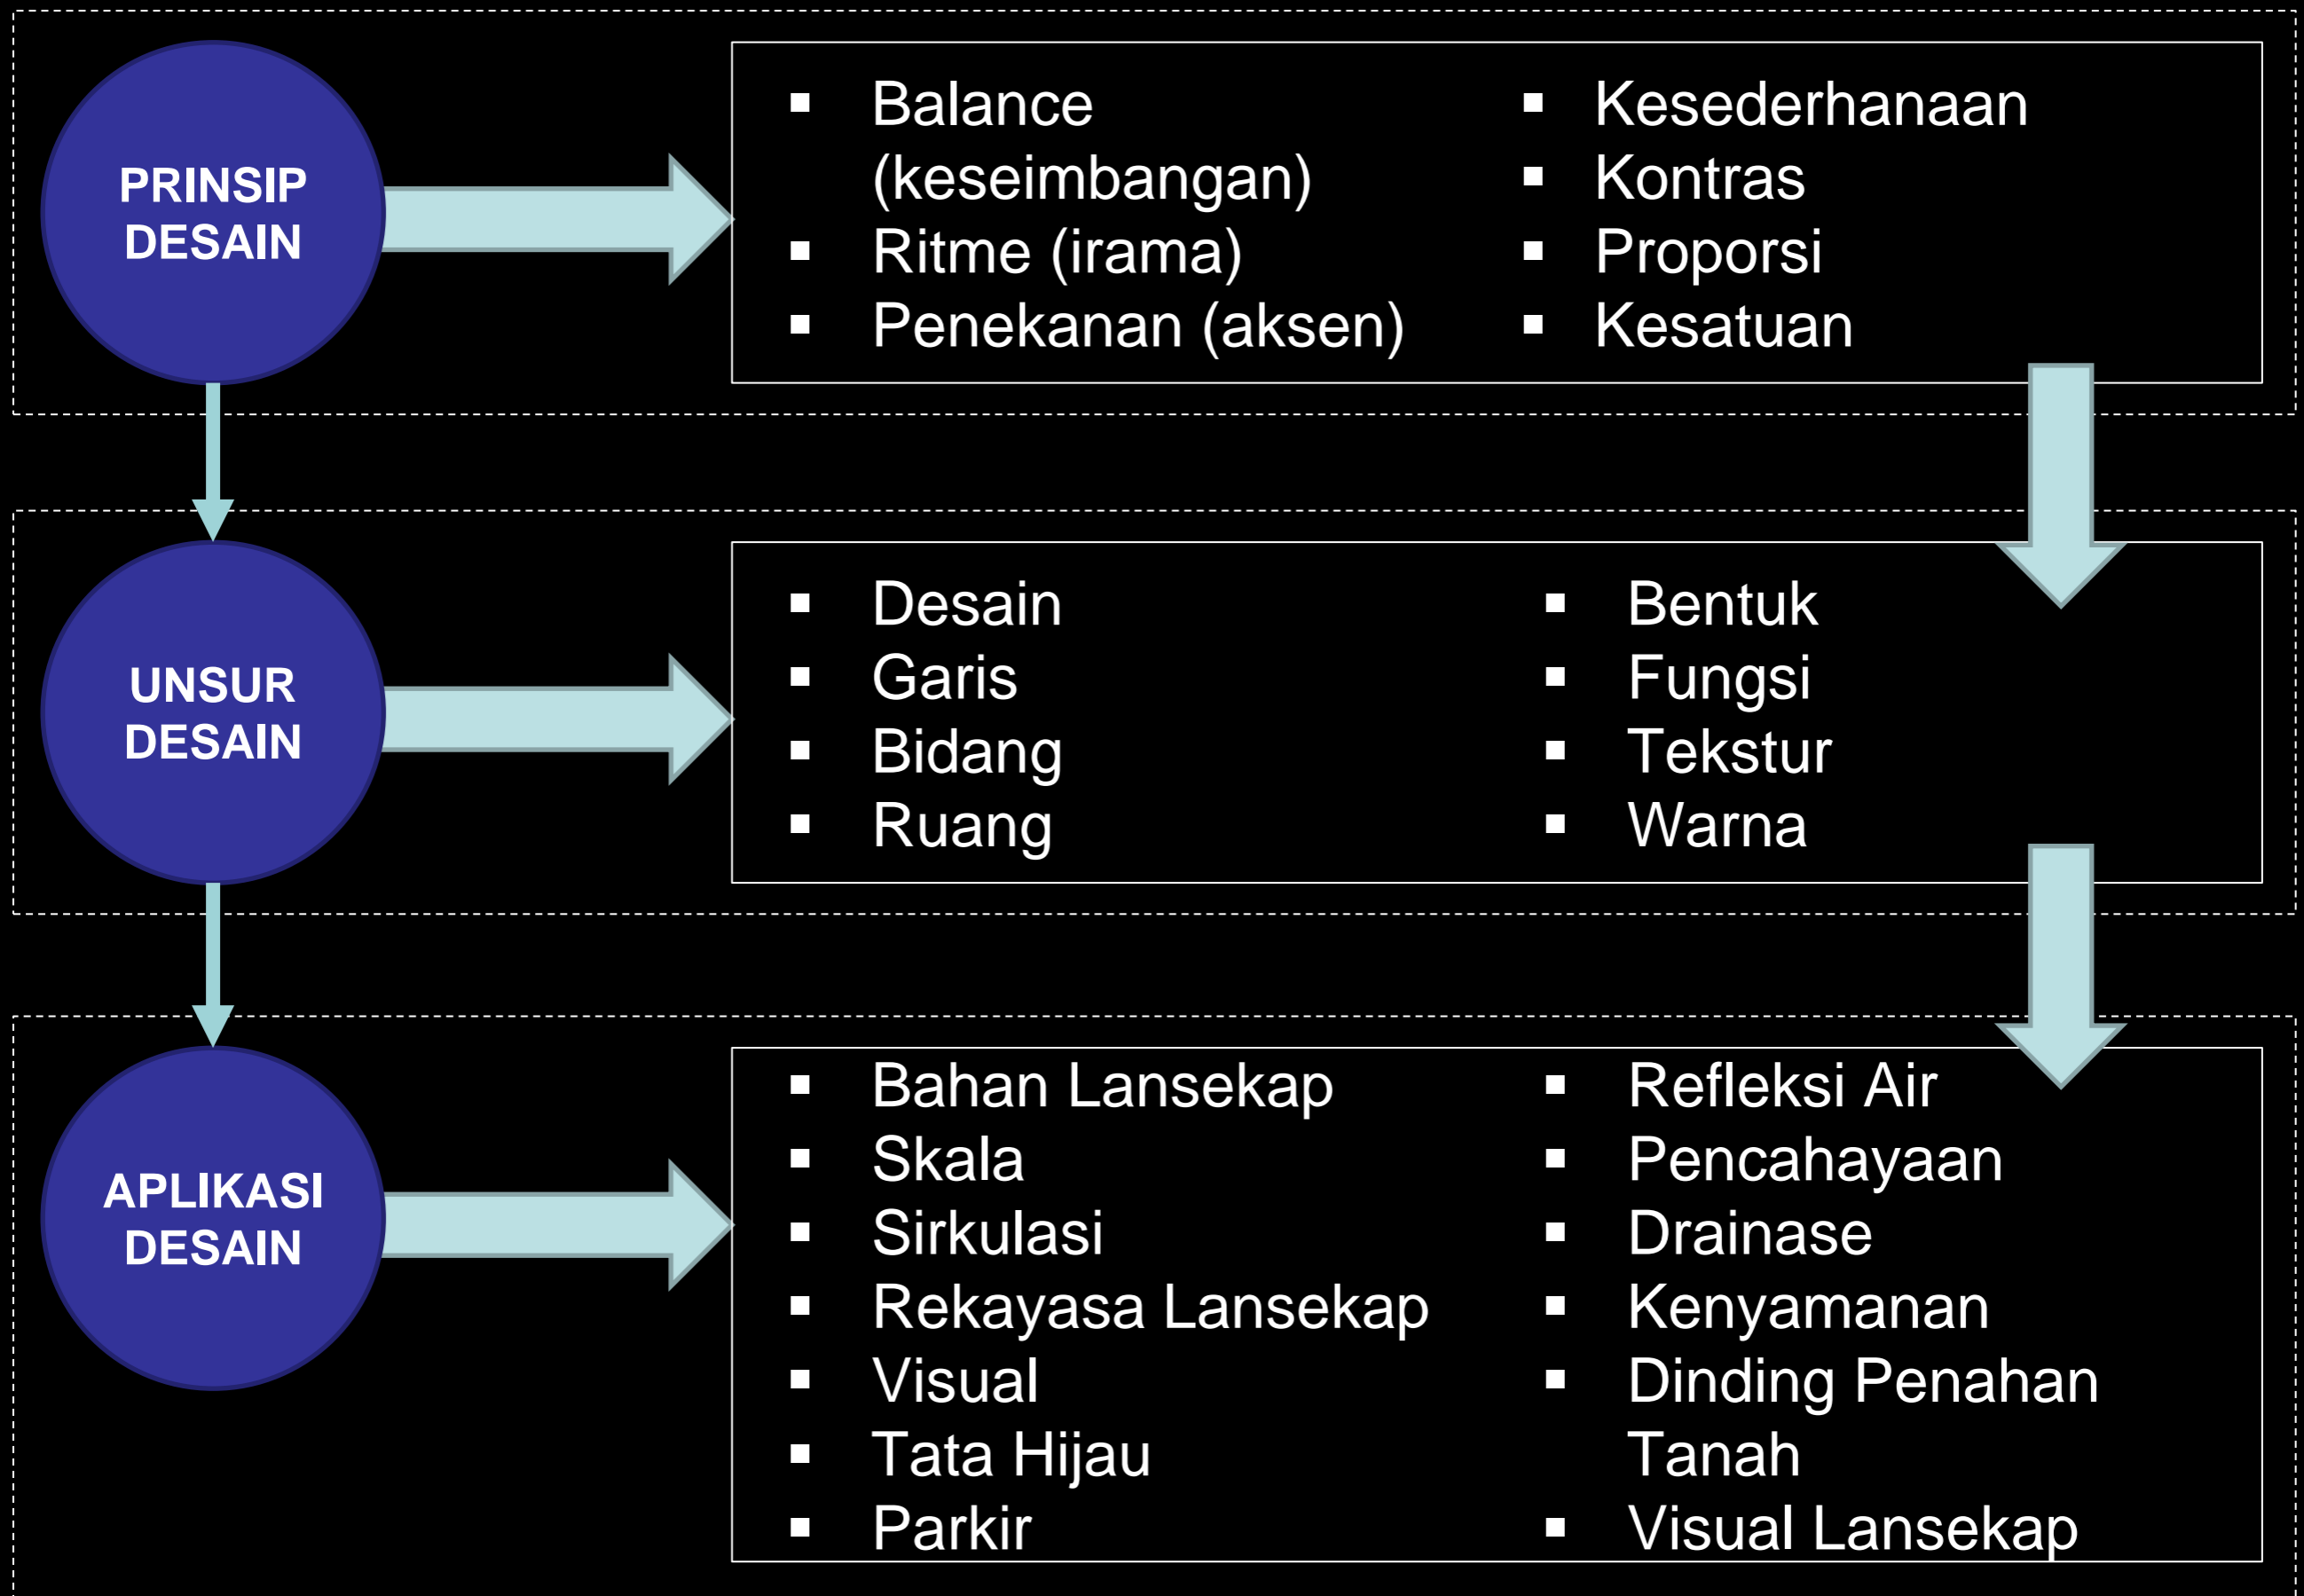 PRINSIP
DESAIN
▪ Balance
(keseimbangan)
▪ Ritme (irama)
▪ Penekanan (aksen)
▪ Kesederhanaan
▪ Kontras
▪ Proporsi
▪ Kesatuan
UNSUR
DESAIN
▪ Desain
▪ Garis
▪ Bidang
▪ Ruang
▪ Bentuk
▪ Fungsi
▪ Tekstur
▪ Warna
APLIKASI
DESAIN
▪ Bahan Lansekap
▪ Skala
▪ Sirkulasi
▪ Rekayasa Lansekap
▪ Visual
▪ Tata Hijau
▪ Parkir
▪ Refleksi Air
▪ Pencahayaan
▪ Drainase
▪ Kenyamanan
▪ Dinding Penahan
Tanah
▪ Visual Lansekap